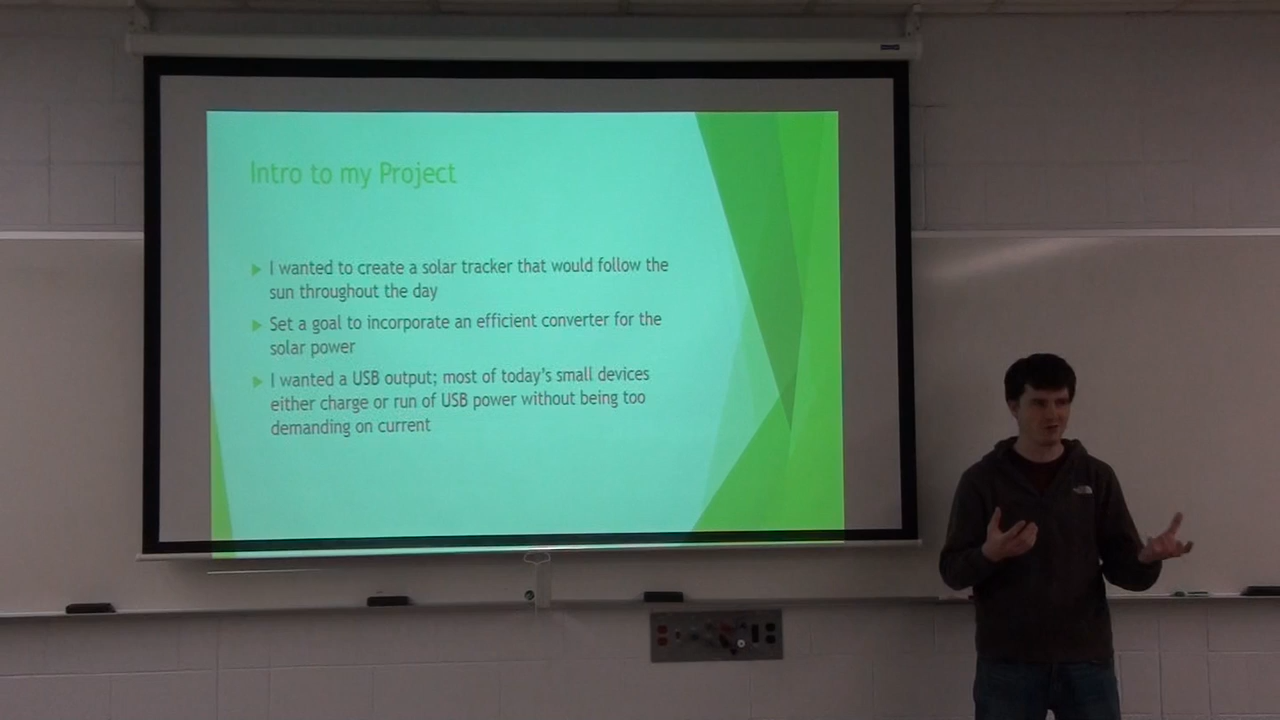 Intro to my Project
I wanted to create a solar tracker that would follow the
sun throughout the day
Set a goal to incorporate an efficient converter for the
solar power
I wanted a USB output; most of today's small devices
either charge or run of USB power without being too
demanding on current